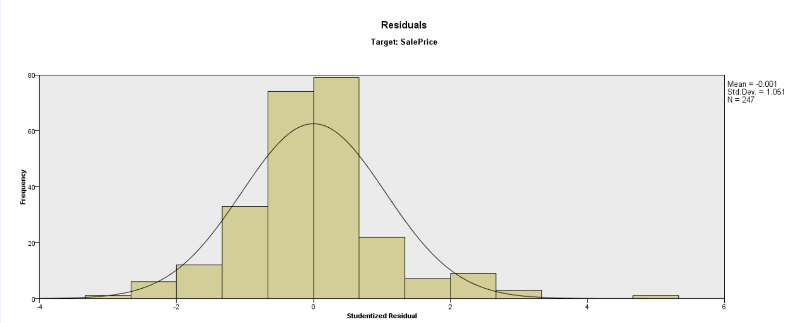 Residuals
Target: SalePrice
Mean = -0.001
Std.Dev. = 1.051
N = 247
80
60
40
20
0
Frequency
-4
-2
0
2
4
6
Studentized Residual